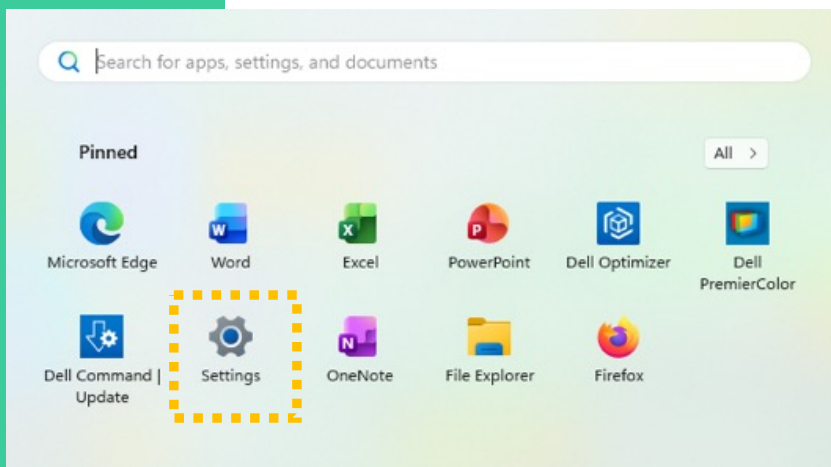 Search for apps, settings, and documents
Pinned
All >
Microsoft Edge
Word
Excel
PowerPoint
Dell Optimizer
Dell
PremierColor
Dell Command |
Update
Settings
OneNote
File Explorer
Firefox